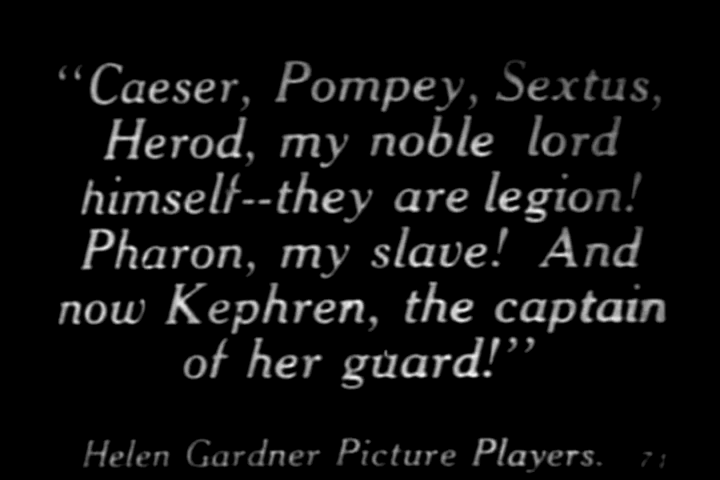 “Caeser, Pompey, Sextus,
Herod, my noble lord
himself--they are legion!
Pharon, my slave! And
now Kephren, the captain
of her guard!”
Helen Gardner Picture Players. 71